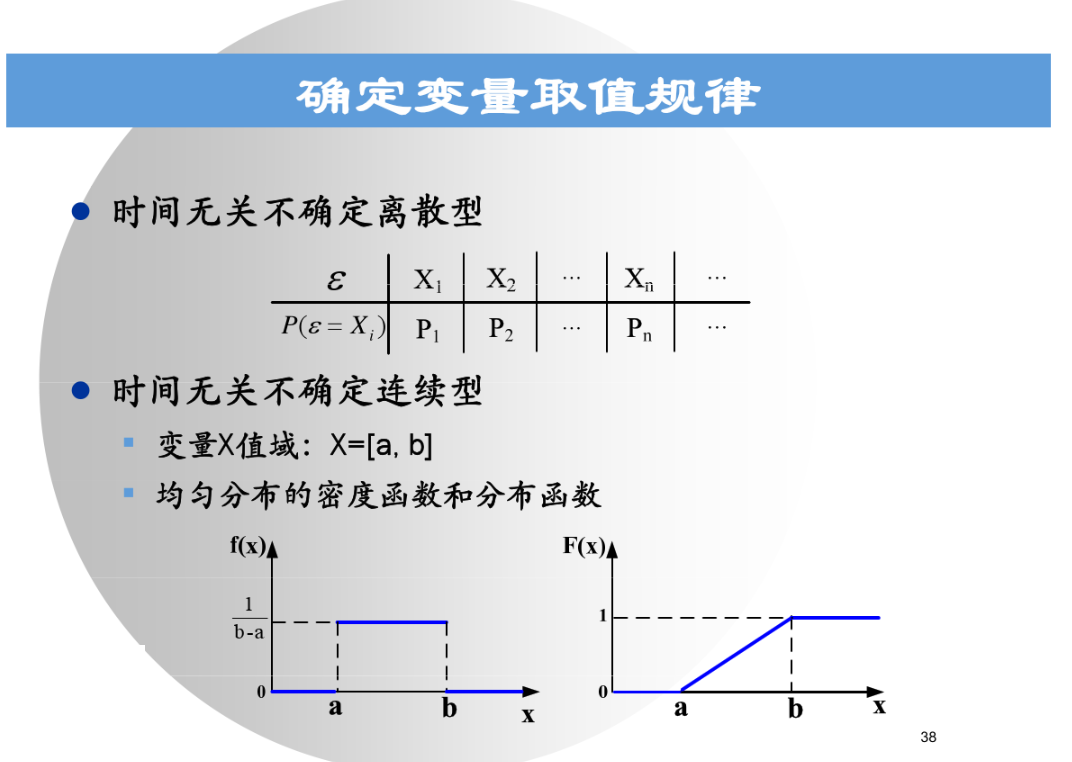 确定变量取值规律
时间无关不确定离散型
ε X₁ X₂ … Xₙ …
P(ε = Xᵢ) P₁ P₂ … Pₙ …
时间无关不确定连续型
变量X值域：X=[a, b]
均匀分布的密度函数和分布函数
f(x)
1
b-a
0
a
b
x
F(x)
1
0
a
b
x
38